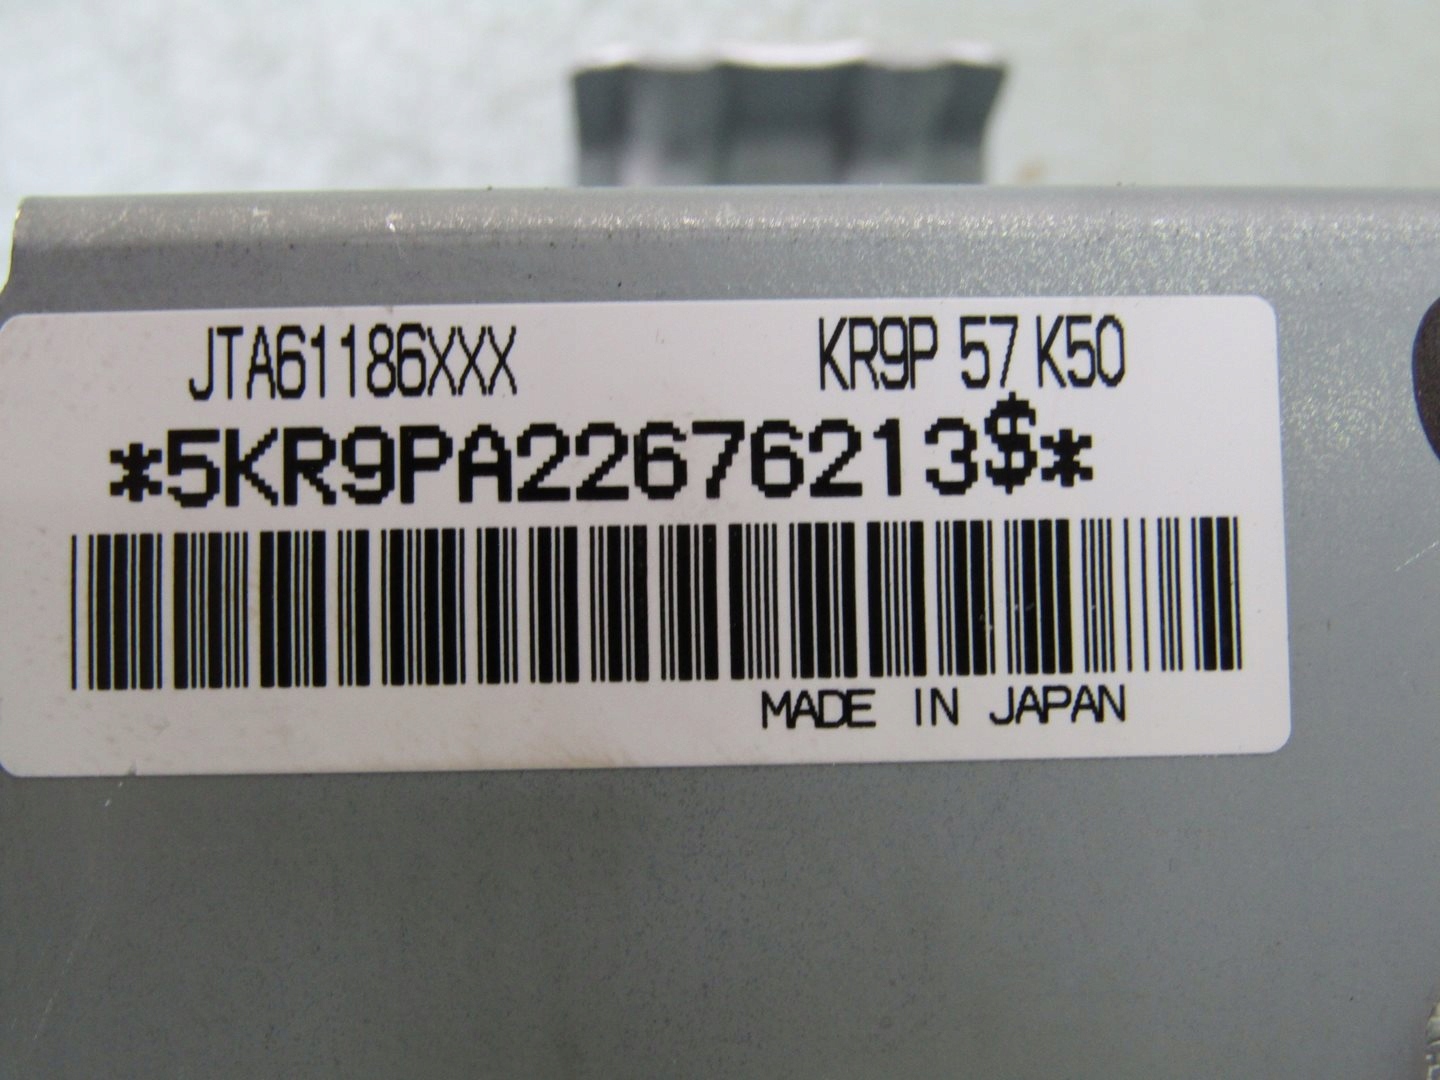 JTA61186XXX KR9P 57 K50
*5KR9PA22676213$*
MADE IN JAPAN